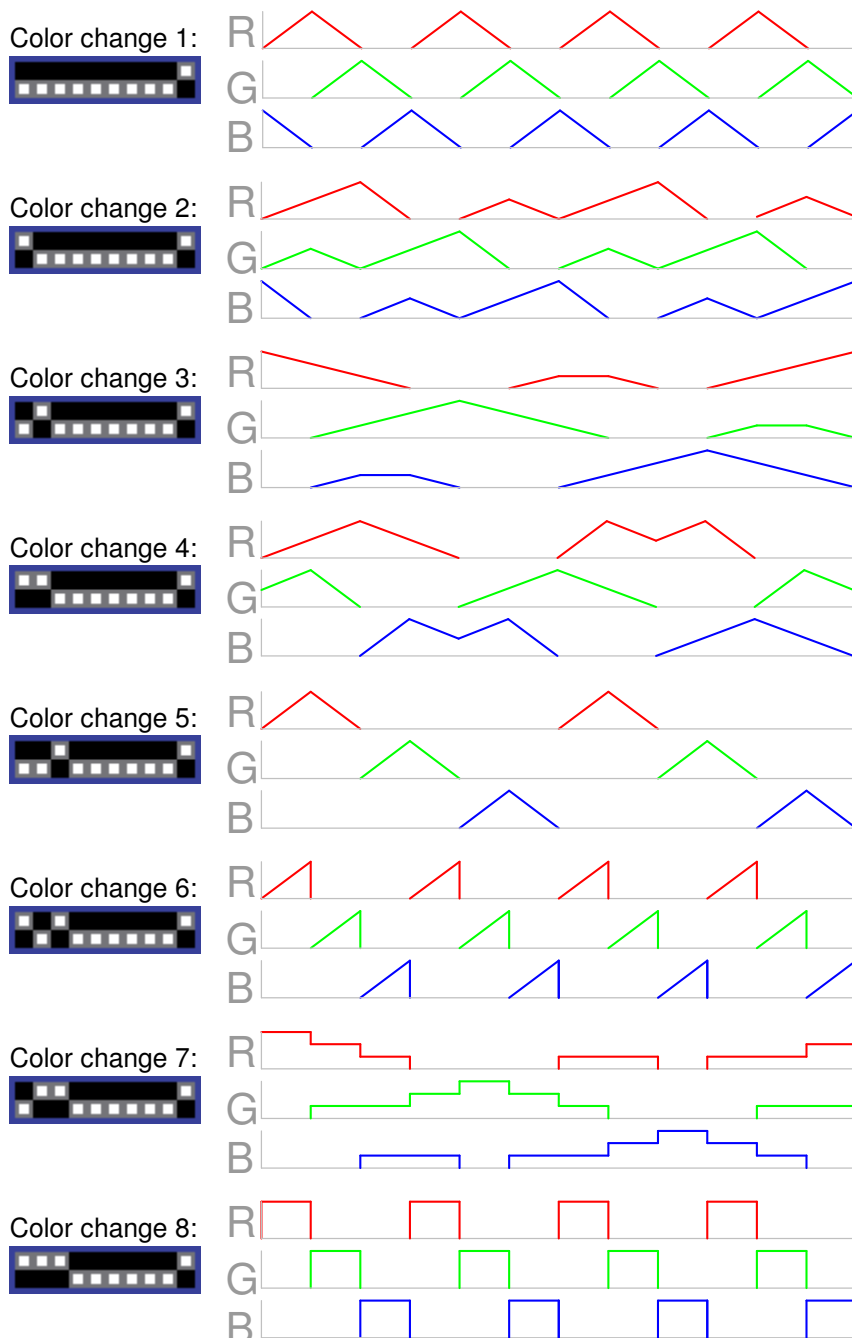 R
Color change 1:
G
B
R
Color change 2:
G
B
R
Color change 3:
G
B
R
Color change 4:
G
B
R
Color change 5:
G
B
R
Color change 6:
G
B
R
Color change 7:
G
B
R
Color change 8:
G
B